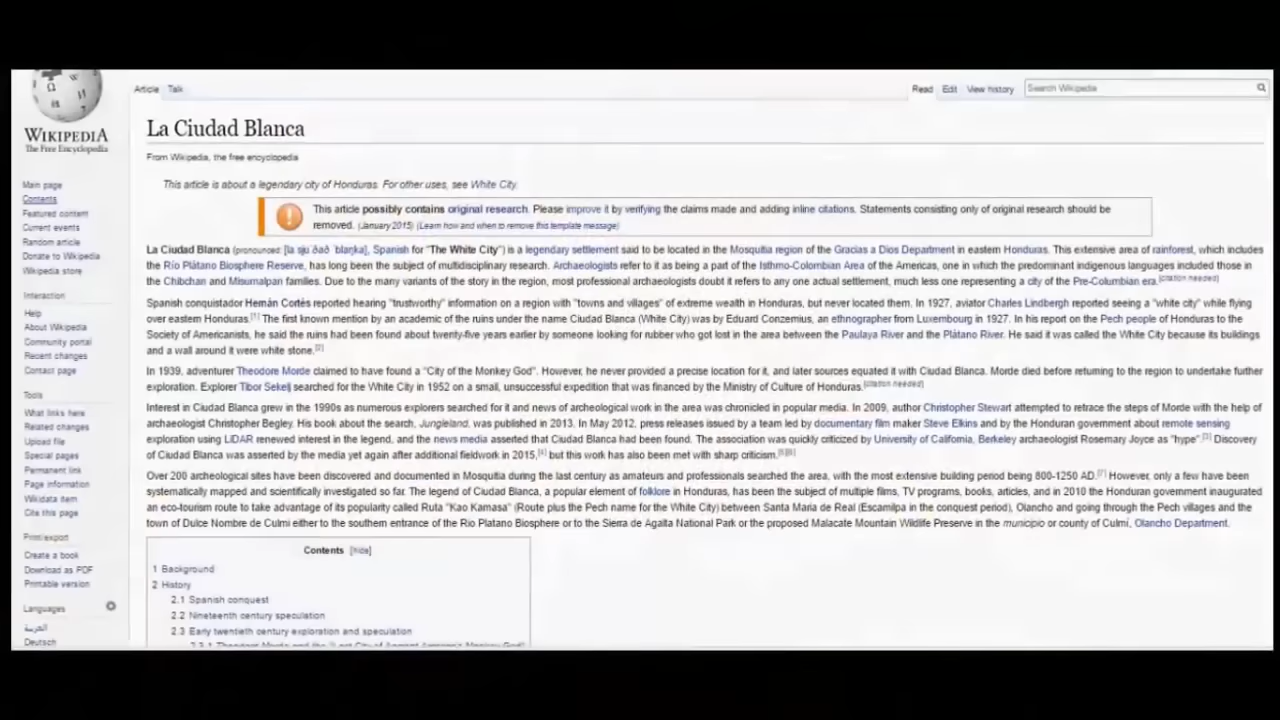 Article Talk
Read Edit View history Search Wikipedia
WIKIPEDIA
The Free Encyclopedia
Main page
Contents
Featured content
Current events
Random article
Donate to Wikipedia
Wikipedia store
Interaction
Help
About Wikipedia
Community portal
Recent changes
Contact page
Tools
What links here
Related changes
Upload file
Special pages
Permanent link
Page information
Wikidata item
Cite this page
Print/export
Create a book
Download as PDF
Printable version
Languages
العربية
Deutsch
La Ciudad Blanca
From Wikipedia, the free encyclopedia
This article is about a legendary city of Honduras. For other uses, see White City.
This article possibly contains original research. Please improve it by verifying the claims made and adding inline citations. Statements consisting only of original research should be
removed. (January 2015) (Learn how and when to remove this template message)
La Ciudad Blanca (pronounced: [la sju ðað ˈblaŋka], Spanish for "The White City") is a legendary settlement said to be located in the Mosquitia region of the Gracias a Dios Department in eastern Honduras. This extensive area of rainforest, which includes
the Río Plátano Biosphere Reserve, has long been the subject of multidisciplinary research. Archaeologists refer to it as being a part of the Isthmo-Colombian Area of the Americas, one in which the predominant indigenous languages included those in
the Chibchan and Misumalpan families. Due to the many variants of the story in the region, most professional archaeologists doubt it refers to any one actual settlement, much less one representing a city of the Pre-Columbian era.[citation needed]
Spanish conquistador Hernán Cortés reported hearing "trustworthy" information on a region with "towns and villages" of extreme wealth in Honduras, but never located them. In 1927, aviator Charles Lindbergh reported seeing a "white city" while flying
over eastern Honduras.[1] The first known mention by an academic of the ruins under the name Ciudad Blanca (White City) was by Eduard Conzemius, an ethnographer from Luxembourg in 1927. In his report on the Pech people of Honduras to the
Society of Americanists, he said the ruins had been found about twenty-five years earlier by someone looking for rubber who got lost in the area between the Paulaya River and the Plátano River. He said it was called the White City because its buildings
and a wall around it were white stone.[2]
In 1939, adventurer Theodore Morde claimed to have found a "City of the Monkey God". However, he never provided a precise location for it, and later sources equated it with Ciudad Blanca. Morde died before returning to the region to undertake further
exploration. Explorer Tibor Sekelj searched for the White City in 1952 on a small, unsuccessful expedition that was financed by the Ministry of Culture of Honduras.[citation needed]
Interest in Ciudad Blanca grew in the 1990s as numerous explorers searched for it and news of archeological work in the area was chronicled in popular media. In 2009, author Christopher Stewart attempted to retrace the steps of Morde with the help of
archaeologist Christopher Begley. His book about the search, Jungleland, was published in 2013. In May 2012, press releases issued by a team led by documentary film maker Steve Elkins and by the Honduran government about remote sensing
exploration using LiDAR renewed interest in the legend, and the news media asserted that Ciudad Blanca had been found. The association was quickly criticized by University of California, Berkeley archaeologist Rosemary Joyce as "hype".[3] Discovery
of Ciudad Blanca was asserted by the media yet again after additional fieldwork in 2015,[4] but this work has also been met with sharp criticism.[5][6]
Over 200 archeological sites have been discovered and documented in Mosquitia during the last century as amateurs and professionals searched the area, with the most extensive building period being 800-1250 AD.[7] However, only a few have been
systematically mapped and scientifically investigated so far. The legend of Ciudad Blanca, a popular element of folklore in Honduras, has been the subject of multiple films, TV programs, books, articles, and in 2010 the Honduran government inaugurated
an eco-tourism route to take advantage of its popularity called Ruta "Kao Kamasa" (Route plus the Pech name for the White City) between Santa Maria de Real (Escamilpa in the conquest period), Olancho and going through the Pech villages and the
town of Dulce Nombre de Culmi either to the southern entrance of the Rio Platano Biosphere or to the Sierra de Agalta National Park or the proposed Malacate Mountain Wildlife Preserve in the municipio or county of Culmí, Olancho Department.
Contents [hide]
1 Background
2 History
2.1 Spanish conquest
2.2 Nineteenth century speculation
2.3 Early twentieth century exploration and speculation
2.3.1 Theodore Morde and the "Lost City of Ancient America's Monkey God"